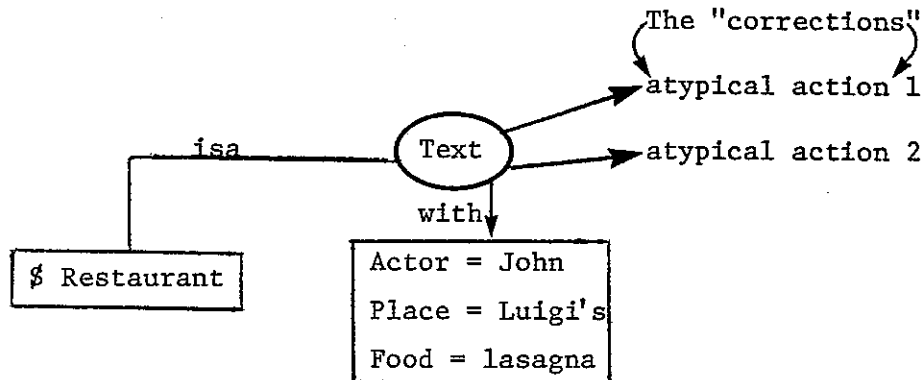 The "corrections"
atypical action 1
isa
Text
atypical action 2
with
$ Restaurant
Actor = John
Place = Luigi's
Food = lasagna